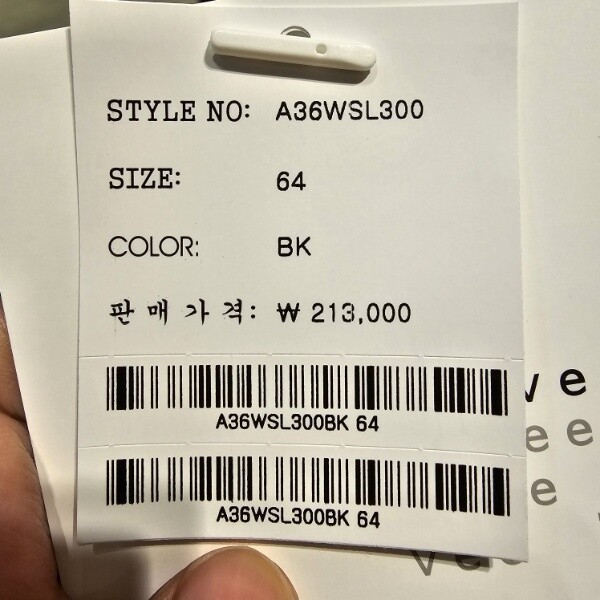 STYLE NO: A36WSL300
SIZE: 64
COLOR: BK
판 매 가 격: ₩ 213,000
A36WSL300BK 64
A36WSL300BK 64